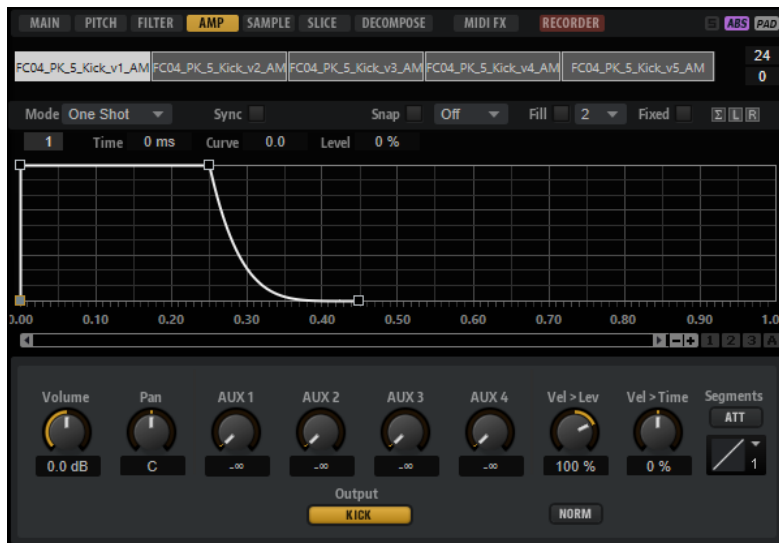 MAIN PITCH FILTER AMP SAMPLE SLICE DECOMPOSE MIDI FX RECORDER S ABS PAD
FC04_PK_5_Kick_v1_AM FC04_PK_5_Kick_v2_AM FC04_PK_5_Kick_v3_AM FC04_PK_5_Kick_v4_AM FC04_PK_5_Kick_v5_AM 24
0
Mode One Shot Sync Snap Off Fill 2 Fixed Σ L R
1 Time 0 ms Curve 0.0 Level 0 %
0.00 0.10 0.20 0.30 0.40 0.50 0.60 0.70 0.80 0.90 1.0
1 2 3 A
Volume Pan AUX 1 AUX 2 AUX 3 AUX 4 Vel > Lev Vel > Time Segments
ATT
0.0 dB C -∞ -∞ -∞ -∞ 100 % 0 % 1
Output
KICK NORM